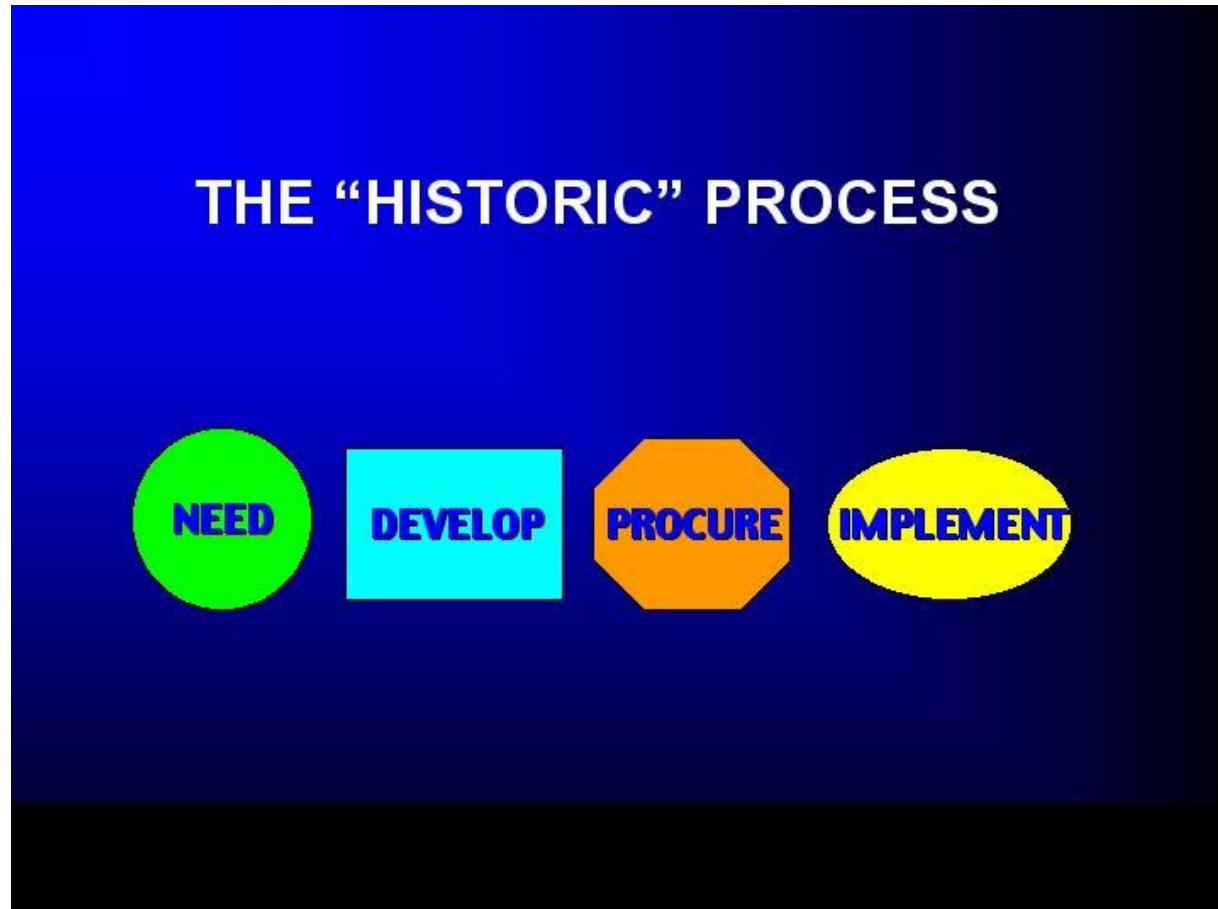 THE “HISTORIC” PROCESS
NEED DEVELOP PROCURE IMPLEMENT